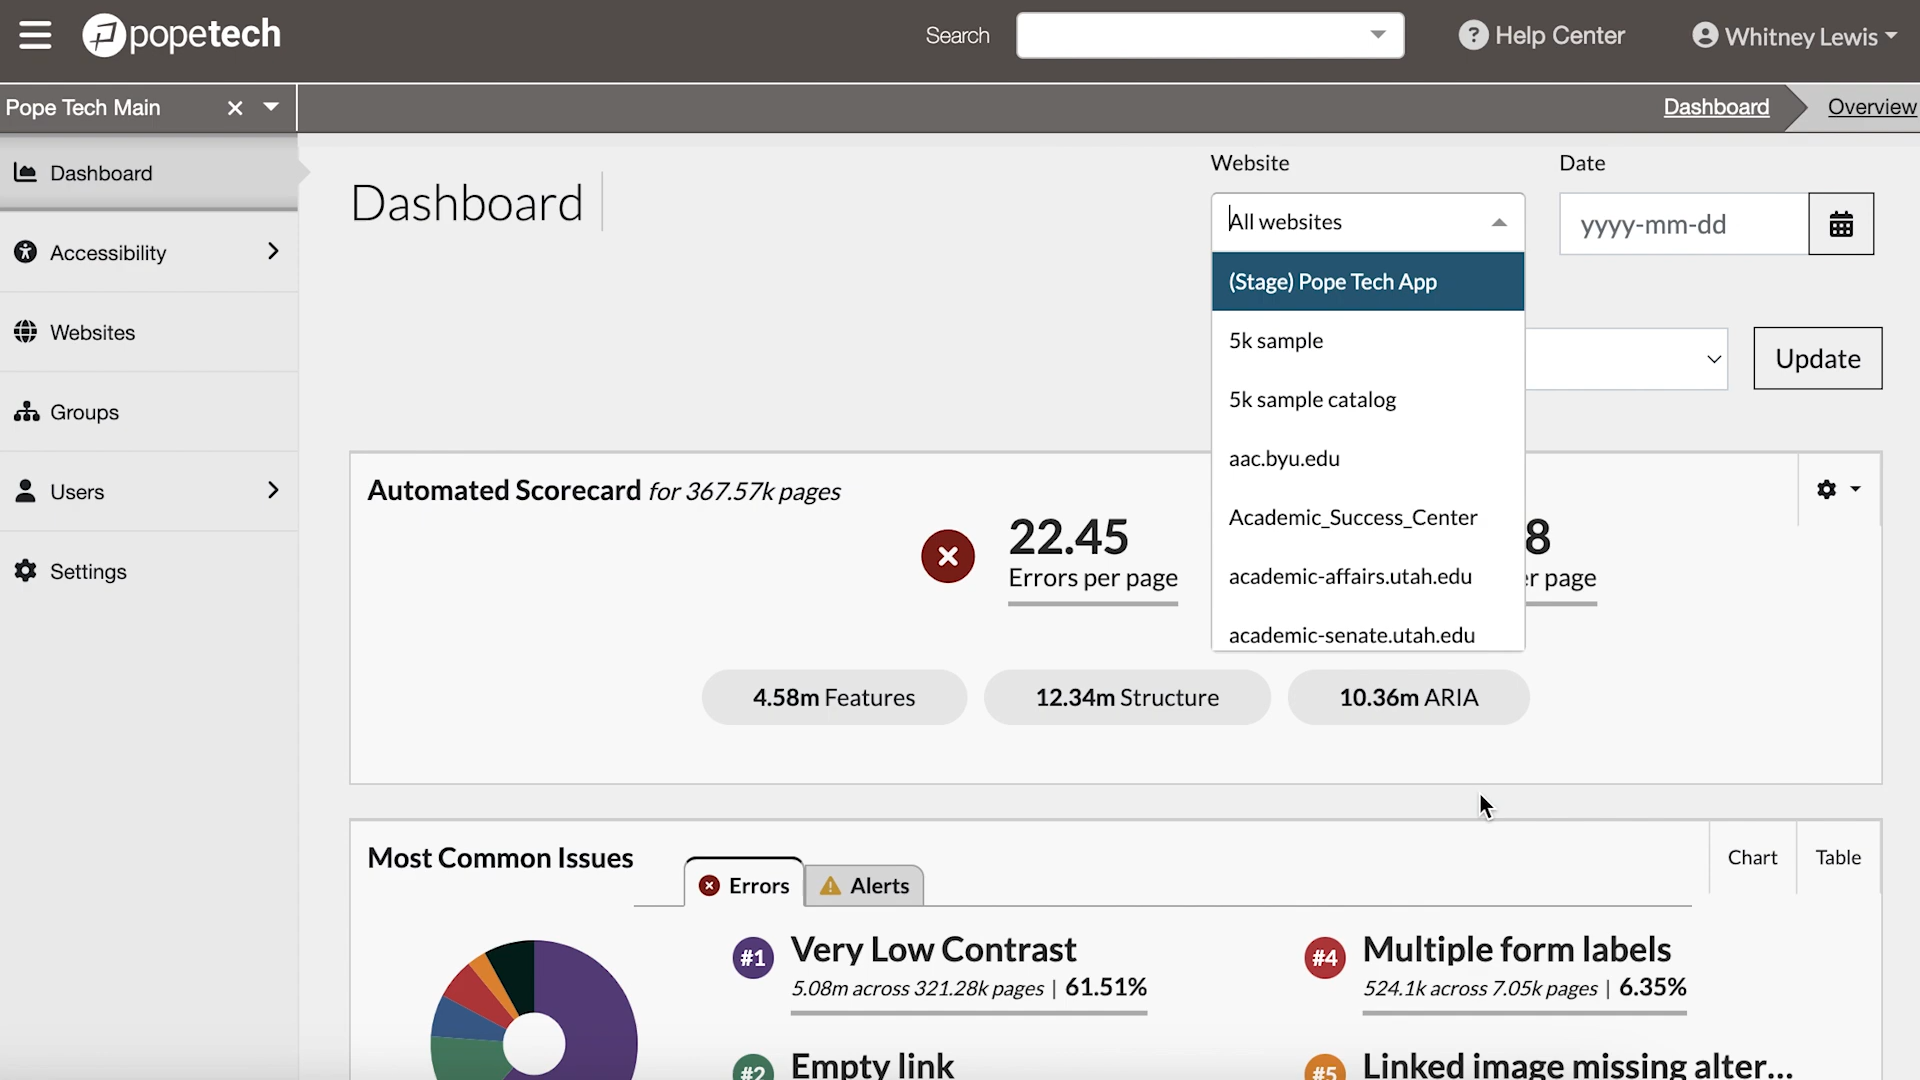 popetech
Search
Help Center
Whitney Lewis
Pope Tech Main
Dashboard
Overview
Dashboard
Accessibility
Websites
Groups
Users
Settings
Dashboard
Website
All websites
(Stage) Pope Tech App
5k sample
5k sample catalog
aac.byu.edu
Academic_Success_Center
academic-affairs.utah.edu
academic-senate.utah.edu
Date
yyyy-mm-dd
Update
Automated Scorecard for 367.57k pages
22.45
Errors per page
8
er page
4.58m Features
12.34m Structure
10.36m ARIA
Most Common Issues
Errors
Alerts
Chart
Table
#1 Very Low Contrast
5.08m across 321.28k pages | 61.51%
#4 Multiple form labels
524.1k across 7.05k pages | 6.35%
#2 Empty link
#5 Linked image missing alter...